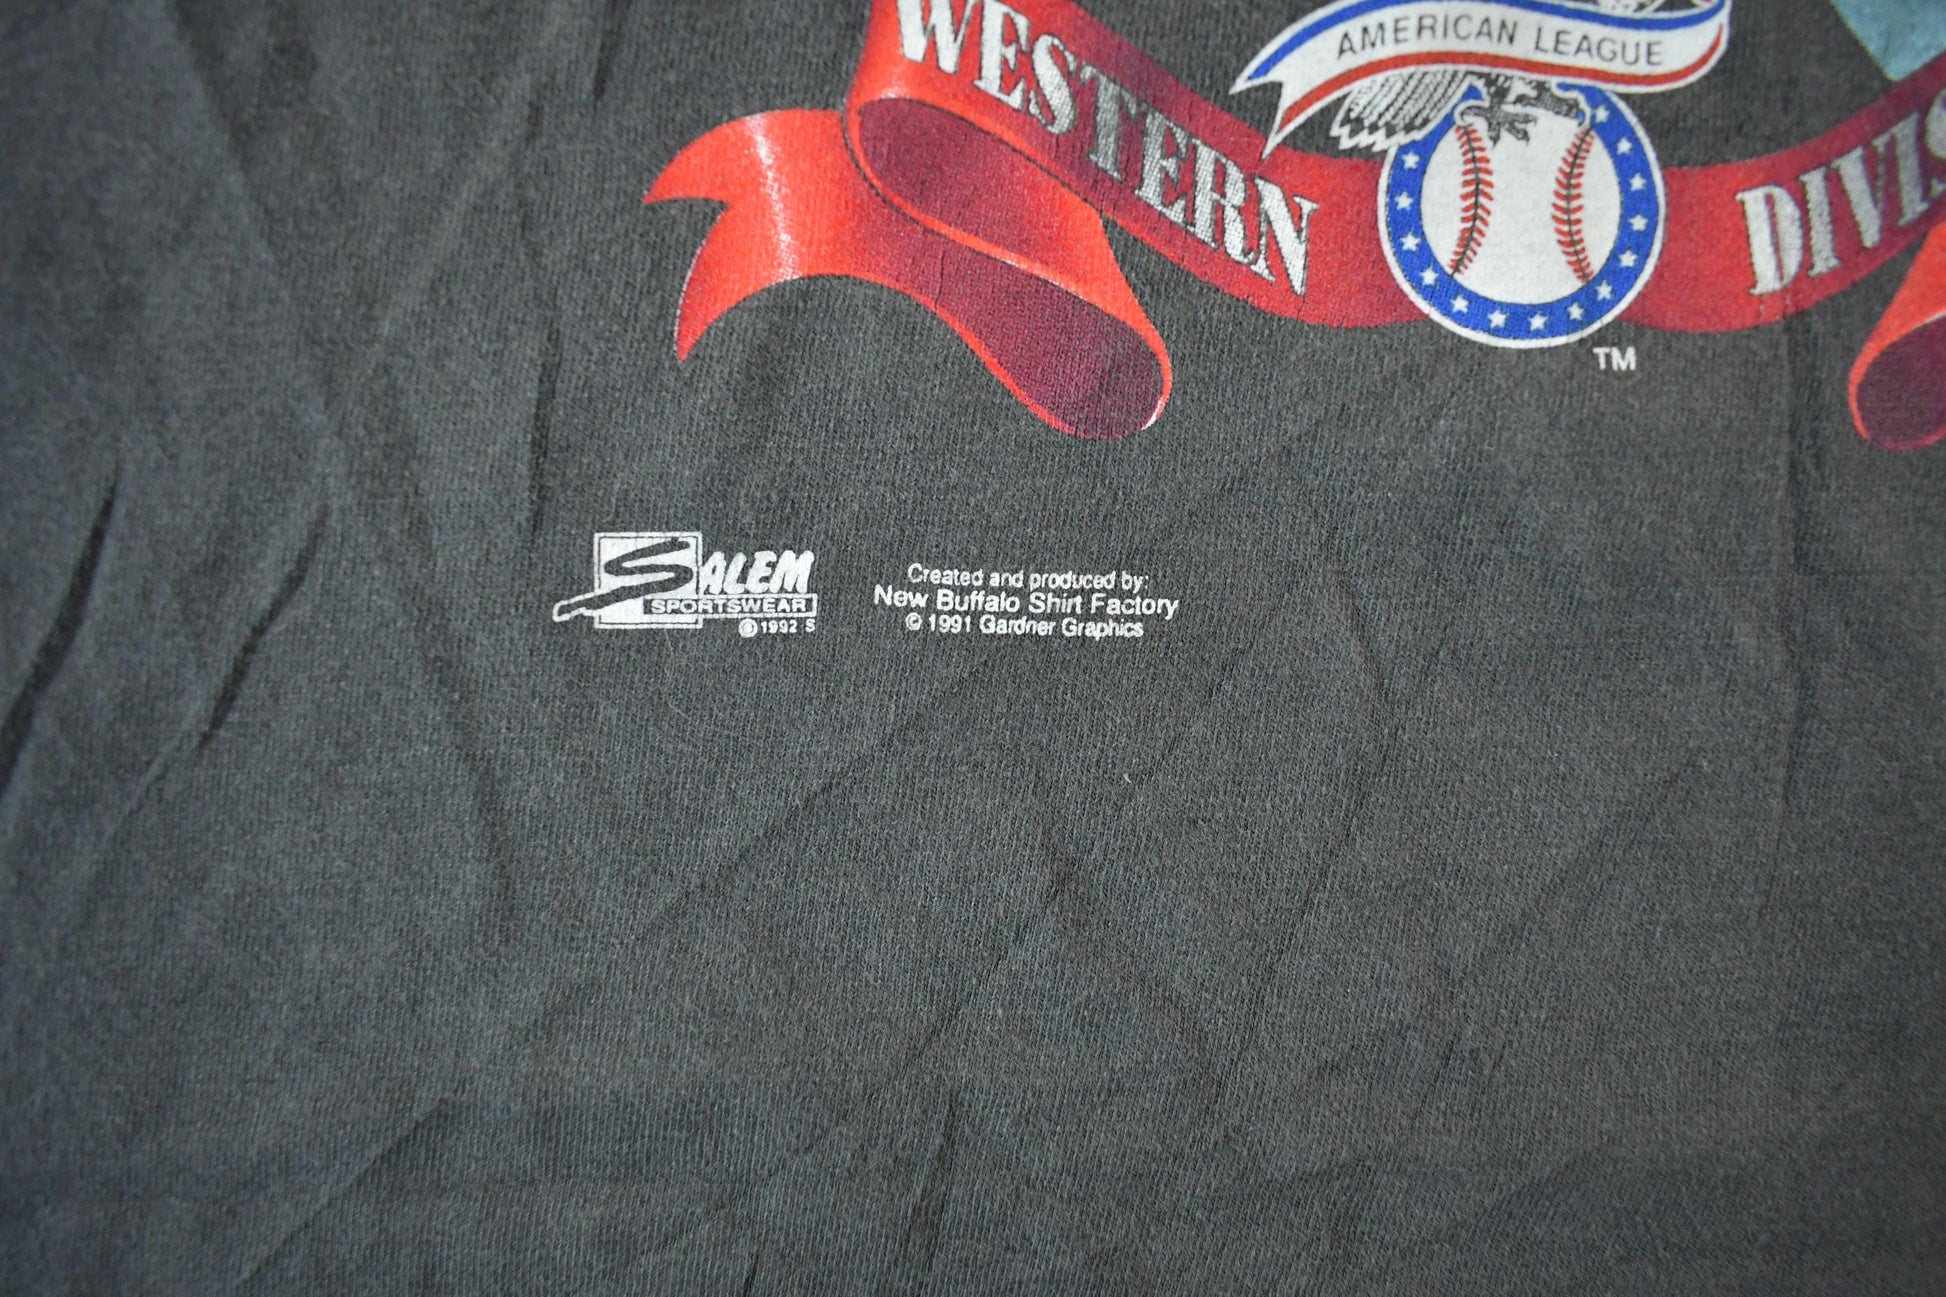 AMERICAN LEAGUE
WESTERN DIVIS
TM
SALEM
SPORTSWEAR
© 1992 S
Created and produced by:
New Buffalo Shirt Factory
© 1991 Gardner Graphics